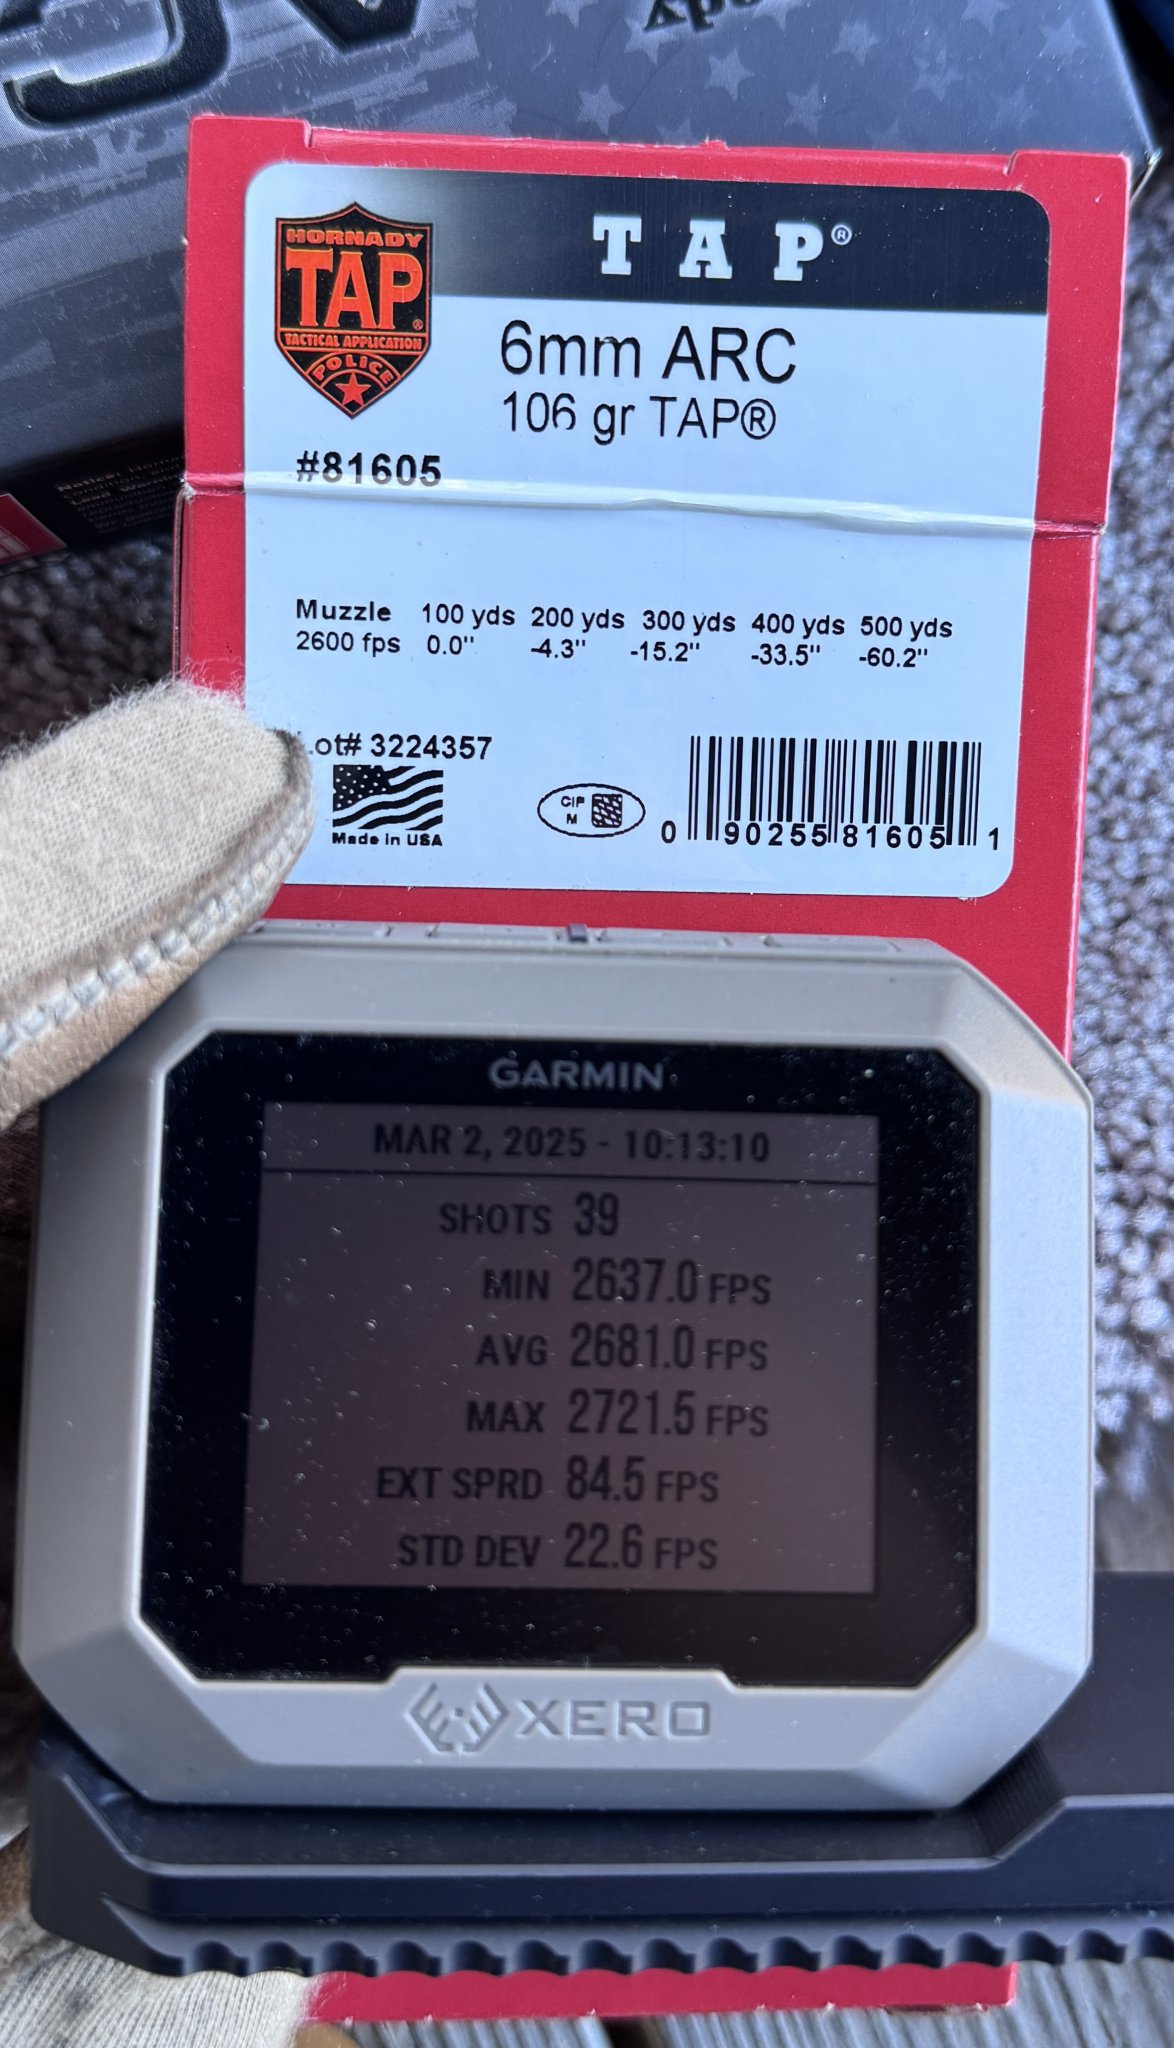 HORNADY
TAP®
TACTICAL APPLICATION
POLICE
TAP®
6mm ARC
106 gr TAP®
#81605
Muzzle 100 yds 200 yds 300 yds 400 yds 500 yds
2600 fps 0.0" -4.3" -15.2" -33.5" -60.2"
ot# 3224357
Made in USA
CIP
M
0 90255 81605 1
GARMIN
MAR 2, 2025 - 10:13:10
SHOTS 39
MIN 2637.0 FPS
AVG 2681.0 FPS
MAX 2721.5 FPS
EXT SPRD 84.5 FPS
STD DEV 22.6 FPS
XERO